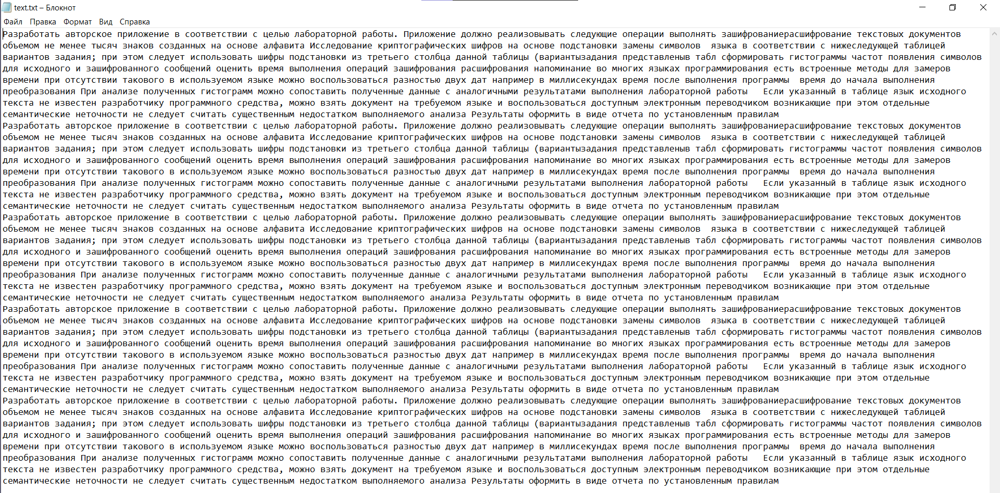 text.txt – Блокнот
Файл Правка Формат Вид Справка
Разработать авторское приложение в соответствии с целью лабораторной работы. Приложение должно реализовывать следующие операции выполнять зашифрованиерасшифрование текстовых документов
объемом не менее тысяч знаков созданных на основе алфавита Исследование криптографических шифров на основе подстановки замены символов  языка в соответствии с нижеследующей таблицей
вариантов задания; при этом следует использовать шифры подстановки из третьего столбца данной таблицы (вариантызадания представленыв табл сформировать гистограммы частот появления символов
для исходного и зашифрованного сообщений оценить время выполнения операций зашифрования расшифрования напоминание во многих языках программирования есть встроенные методы для замеров
времени при отсутствии такового в используемом языке можно воспользоваться разностью двух дат например в миллисекундах время после выполнения программы  время до начала выполнения
преобразования При анализе полученных гистограмм можно сопоставить полученные данные с аналогичными результатами выполнения лабораторной работы   Если указанный в таблице язык исходного
текста не известен разработчику программного средства, можно взять документ на требуемом языке и воспользоваться доступным электронным переводчиком возникающие при этом отдельные
семантические неточности не следует считать существенным недостатком выполняемого анализа Результаты оформить в виде отчета по установленным правилам
Разработать авторское приложение в соответствии с целью лабораторной работы. Приложение должно реализовывать следующие операции выполнять зашифрованиерасшифрование текстовых документов
объемом не менее тысяч знаков созданных на основе алфавита Исследование криптографических шифров на основе подстановки замены символов  языка в соответствии с нижеследующей таблицей
вариантов задания; при этом следует использовать шифры подстановки из третьего столбца данной таблицы (вариантызадания представленыв табл сформировать гистограммы частот появления символов
для исходного и зашифрованного сообщений оценить время выполнения операций зашифрования расшифрования напоминание во многих языках программирования есть встроенные методы для замеров
времени при отсутствии такового в используемом языке можно воспользоваться разностью двух дат например в миллисекундах время после выполнения программы  время до начала выполнения
преобразования При анализе полученных гистограмм можно сопоставить полученные данные с аналогичными результатами выполнения лабораторной работы   Если указанный в таблице язык исходного
текста не известен разработчику программного средства, можно взять документ на требуемом языке и воспользоваться доступным электронным переводчиком возникающие при этом отдельные
семантические неточности не следует считать существенным недостатком выполняемого анализа Результаты оформить в виде отчета по установленным правилам
Разработать авторское приложение в соответствии с целью лабораторной работы. Приложение должно реализовывать следующие операции выполнять зашифрованиерасшифрование текстовых документов
объемом не менее тысяч знаков созданных на основе алфавита Исследование криптографических шифров на основе подстановки замены символов  языка в соответствии с нижеследующей таблицей
вариантов задания; при этом следует использовать шифры подстановки из третьего столбца данной таблицы (вариантызадания представленыв табл сформировать гистограммы частот появления символов
для исходного и зашифрованного сообщений оценить время выполнения операций зашифрования расшифрования напоминание во многих языках программирования есть встроенные методы для замеров
времени при отсутствии такового в используемом языке можно воспользоваться разностью двух дат например в миллисекундах время после выполнения программы  время до начала выполнения
преобразования При анализе полученных гистограмм можно сопоставить полученные данные с аналогичными результатами выполнения лабораторной работы   Если указанный в таблице язык исходного
текста не известен разработчику программного средства, можно взять документ на требуемом языке и воспользоваться доступным электронным переводчиком возникающие при этом отдельные
семантические неточности не следует считать существенным недостатком выполняемого анализа Результаты оформить в виде отчета по установленным правилам
Разработать авторское приложение в соответствии с целью лабораторной работы. Приложение должно реализовывать следующие операции выполнять зашифрованиерасшифрование текстовых документов
объемом не менее тысяч знаков созданных на основе алфавита Исследование криптографических шифров на основе подстановки замены символов  языка в соответствии с нижеследующей таблицей
вариантов задания; при этом следует использовать шифры подстановки из третьего столбца данной таблицы (вариантызадания представленыв табл сформировать гистограммы частот появления символов
для исходного и зашифрованного сообщений оценить время выполнения операций зашифрования расшифрования напоминание во многих языках программирования есть встроенные методы для замеров
времени при отсутствии такового в используемом языке можно воспользоваться разностью двух дат например в миллисекундах время после выполнения программы  время до начала выполнения
преобразования При анализе полученных гистограмм можно сопоставить полученные данные с аналогичными результатами выполнения лабораторной работы   Если указанный в таблице язык исходного
текста не известен разработчику программного средства, можно взять документ на требуемом языке и воспользоваться доступным электронным переводчиком возникающие при этом отдельные
семантические неточности не следует считать существенным недостатком выполняемого анализа Результаты оформить в виде отчета по установленным правилам
Разработать авторское приложение в соответствии с целью лабораторной работы. Приложение должно реализовывать следующие операции выполнять зашифрованиерасшифрование текстовых документов
объемом не менее тысяч знаков созданных на основе алфавита Исследование криптографических шифров на основе подстановки замены символов  языка в соответствии с нижеследующей таблицей
вариантов задания; при этом следует использовать шифры подстановки из третьего столбца данной таблицы (вариантызадания представленыв табл сформировать гистограммы частот появления символов
для исходного и зашифрованного сообщений оценить время выполнения операций зашифрования расшифрования напоминание во многих языках программирования есть встроенные методы для замеров
времени при отсутствии такового в используемом языке можно воспользоваться разностью двух дат например в миллисекундах время после выполнения программы  время до начала выполнения
преобразования При анализе полученных гистограмм можно сопоставить полученные данные с аналогичными результатами выполнения лабораторной работы   Если указанный в таблице язык исходного
текста не известен разработчику программного средства, можно взять документ на требуемом языке и воспользоваться доступным электронным переводчиком возникающие при этом отдельные
семантические неточности не следует считать существенным недостатком выполняемого анализа Результаты оформить в виде отчета по установленным правилам